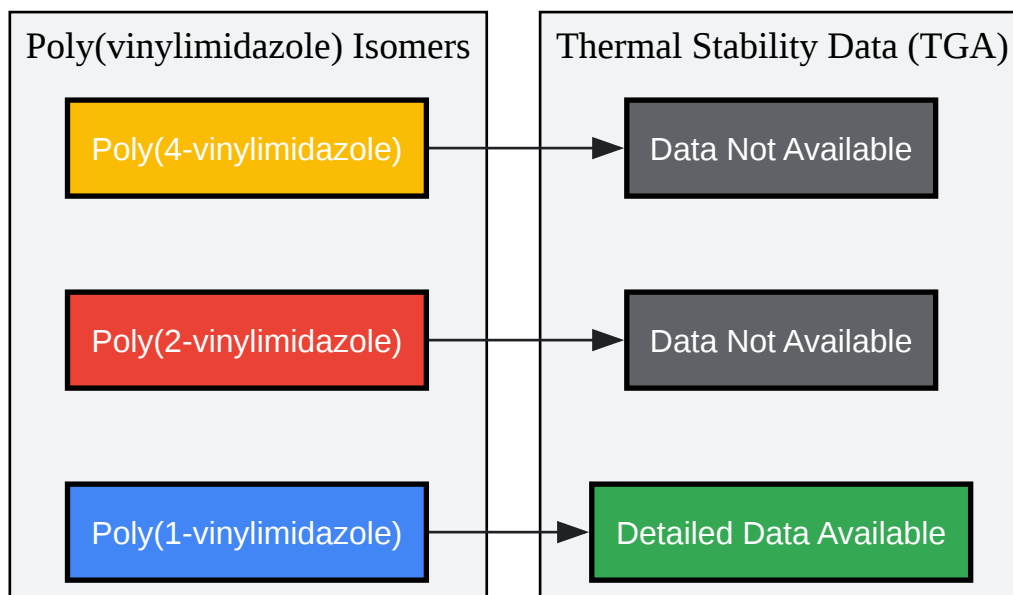 Poly(vinylimidazole) Isomers
Thermal Stability Data (TGA)
Poly(4-vinylimidazole)
Data Not Available
Poly(2-vinylimidazole)
Data Not Available
Poly(1-vinylimidazole)
Detailed Data Available